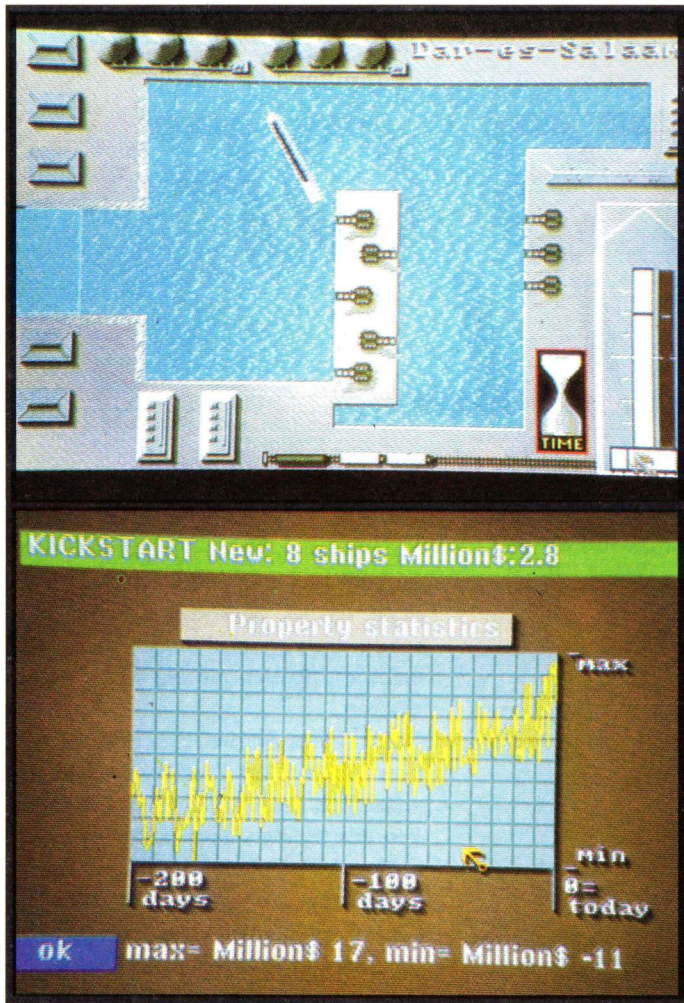 Dar-es-Salaam
TIME
KICKSTART New: 8 ships Million$:2.8
Property statistics
max
min
-200
days
-100
days
0=
today
ok
max= Million$ 17, min= Million$ -11